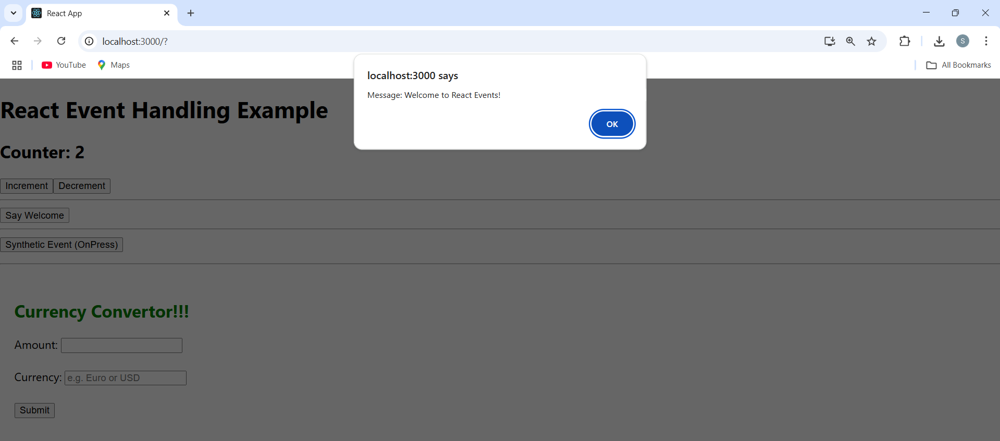 React App
localhost:3000/?
S
YouTube
Maps
All Bookmarks
localhost:3000 says
Message: Welcome to React Events!
OK
React Event Handling Example
Counter: 2
Increment Decrement
Say Welcome
Synthetic Event (OnPress)
Currency Convertor!!!
Amount:
Currency: e.g. Euro or USD
Submit